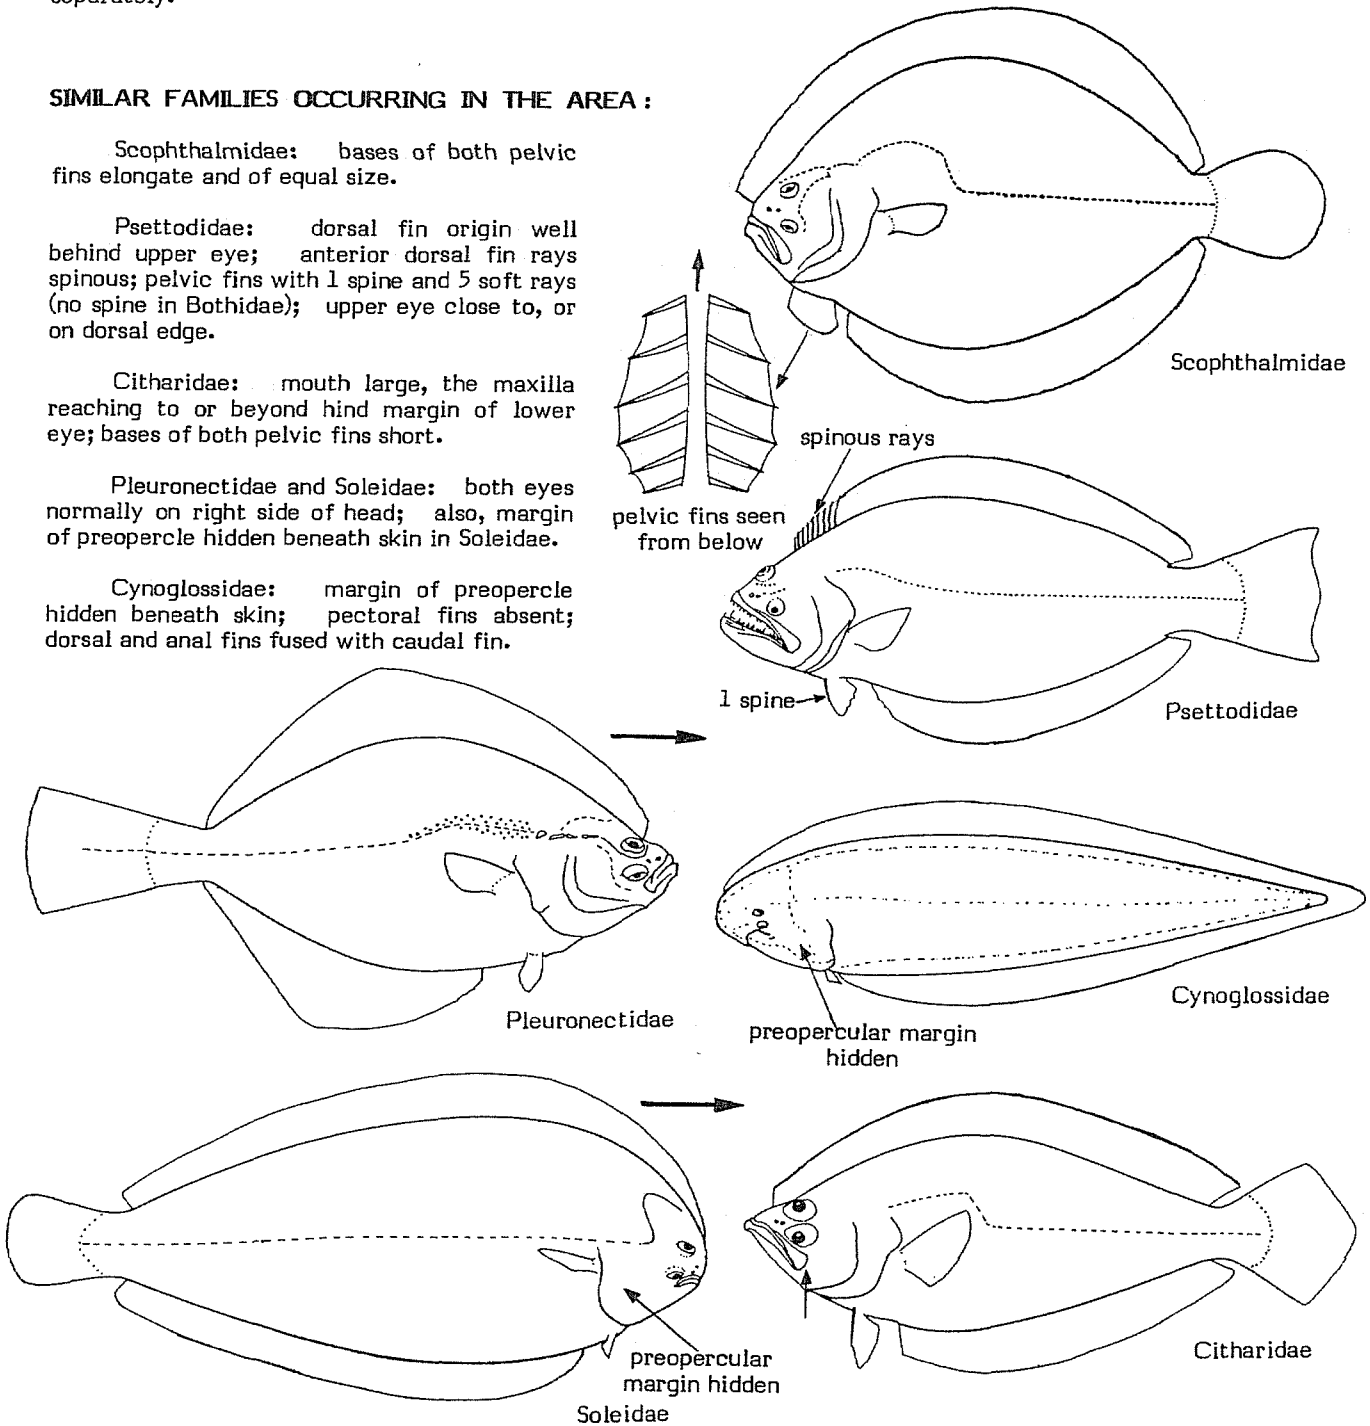 SIMILAR FAMILIES OCCURRING IN THE AREA :
Scophthalmidae: bases of both pelvic
fins elongate and of equal size.
Psettodidae: dorsal fin origin well
behind upper eye; anterior dorsal fin rays
spinous; pelvic fins with 1 spine and 5 soft rays
(no spine in Bothidae); upper eye close to, or
on dorsal edge.
Citharidae: mouth large, the maxilla
reaching to or beyond hind margin of lower
eye; bases of both pelvic fins short.
Pleuronectidae and Soleidae: both eyes
normally on right side of head; also, margin
of preopercle hidden beneath skin in Soleidae.
Cynoglossidae: margin of preopercle
hidden beneath skin; pectoral fins absent;
dorsal and anal fins fused with caudal fin.
Scophthalmidae
spinous rays
pelvic fins seen
from below
1 spine
Psettodidae
Pleuronectidae
Cynoglossidae
preopercular margin
hidden
preopercular
margin hidden
Soleidae
Citharidae